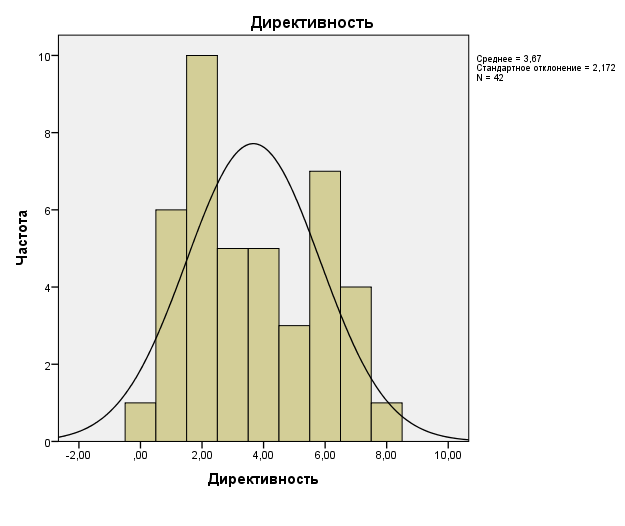 Директивность
Среднее = 3,67
Стандартное отклонение = 2,172
N = 42
10
8
6
4
2
0
Частота
-2,00 ,00 2,00 4,00 6,00 8,00 10,00
Директивность